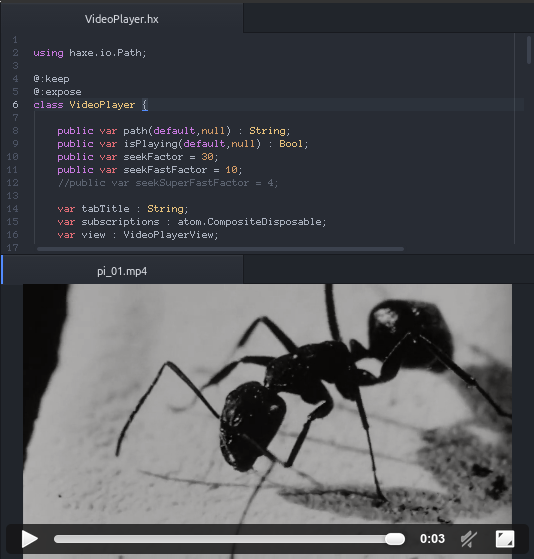 VideoPlayer.hx
1
2 using haxe.io.Path;
3
4 @:keep
5 @:expose
6 class VideoPlayer {
7
8 public var path(default,null) : String;
9 public var isPlaying(default,null) : Bool;
10 public var seekFactor = 30;
11 public var seekFastFactor = 10;
12 //public var seekSuperFastFactor = 4;
13
14 var tabTitle : String;
15 var subscriptions : atom.CompositeDisposable;
16 var view : VideoPlayerView;
17
pi_01.mp4
0:03